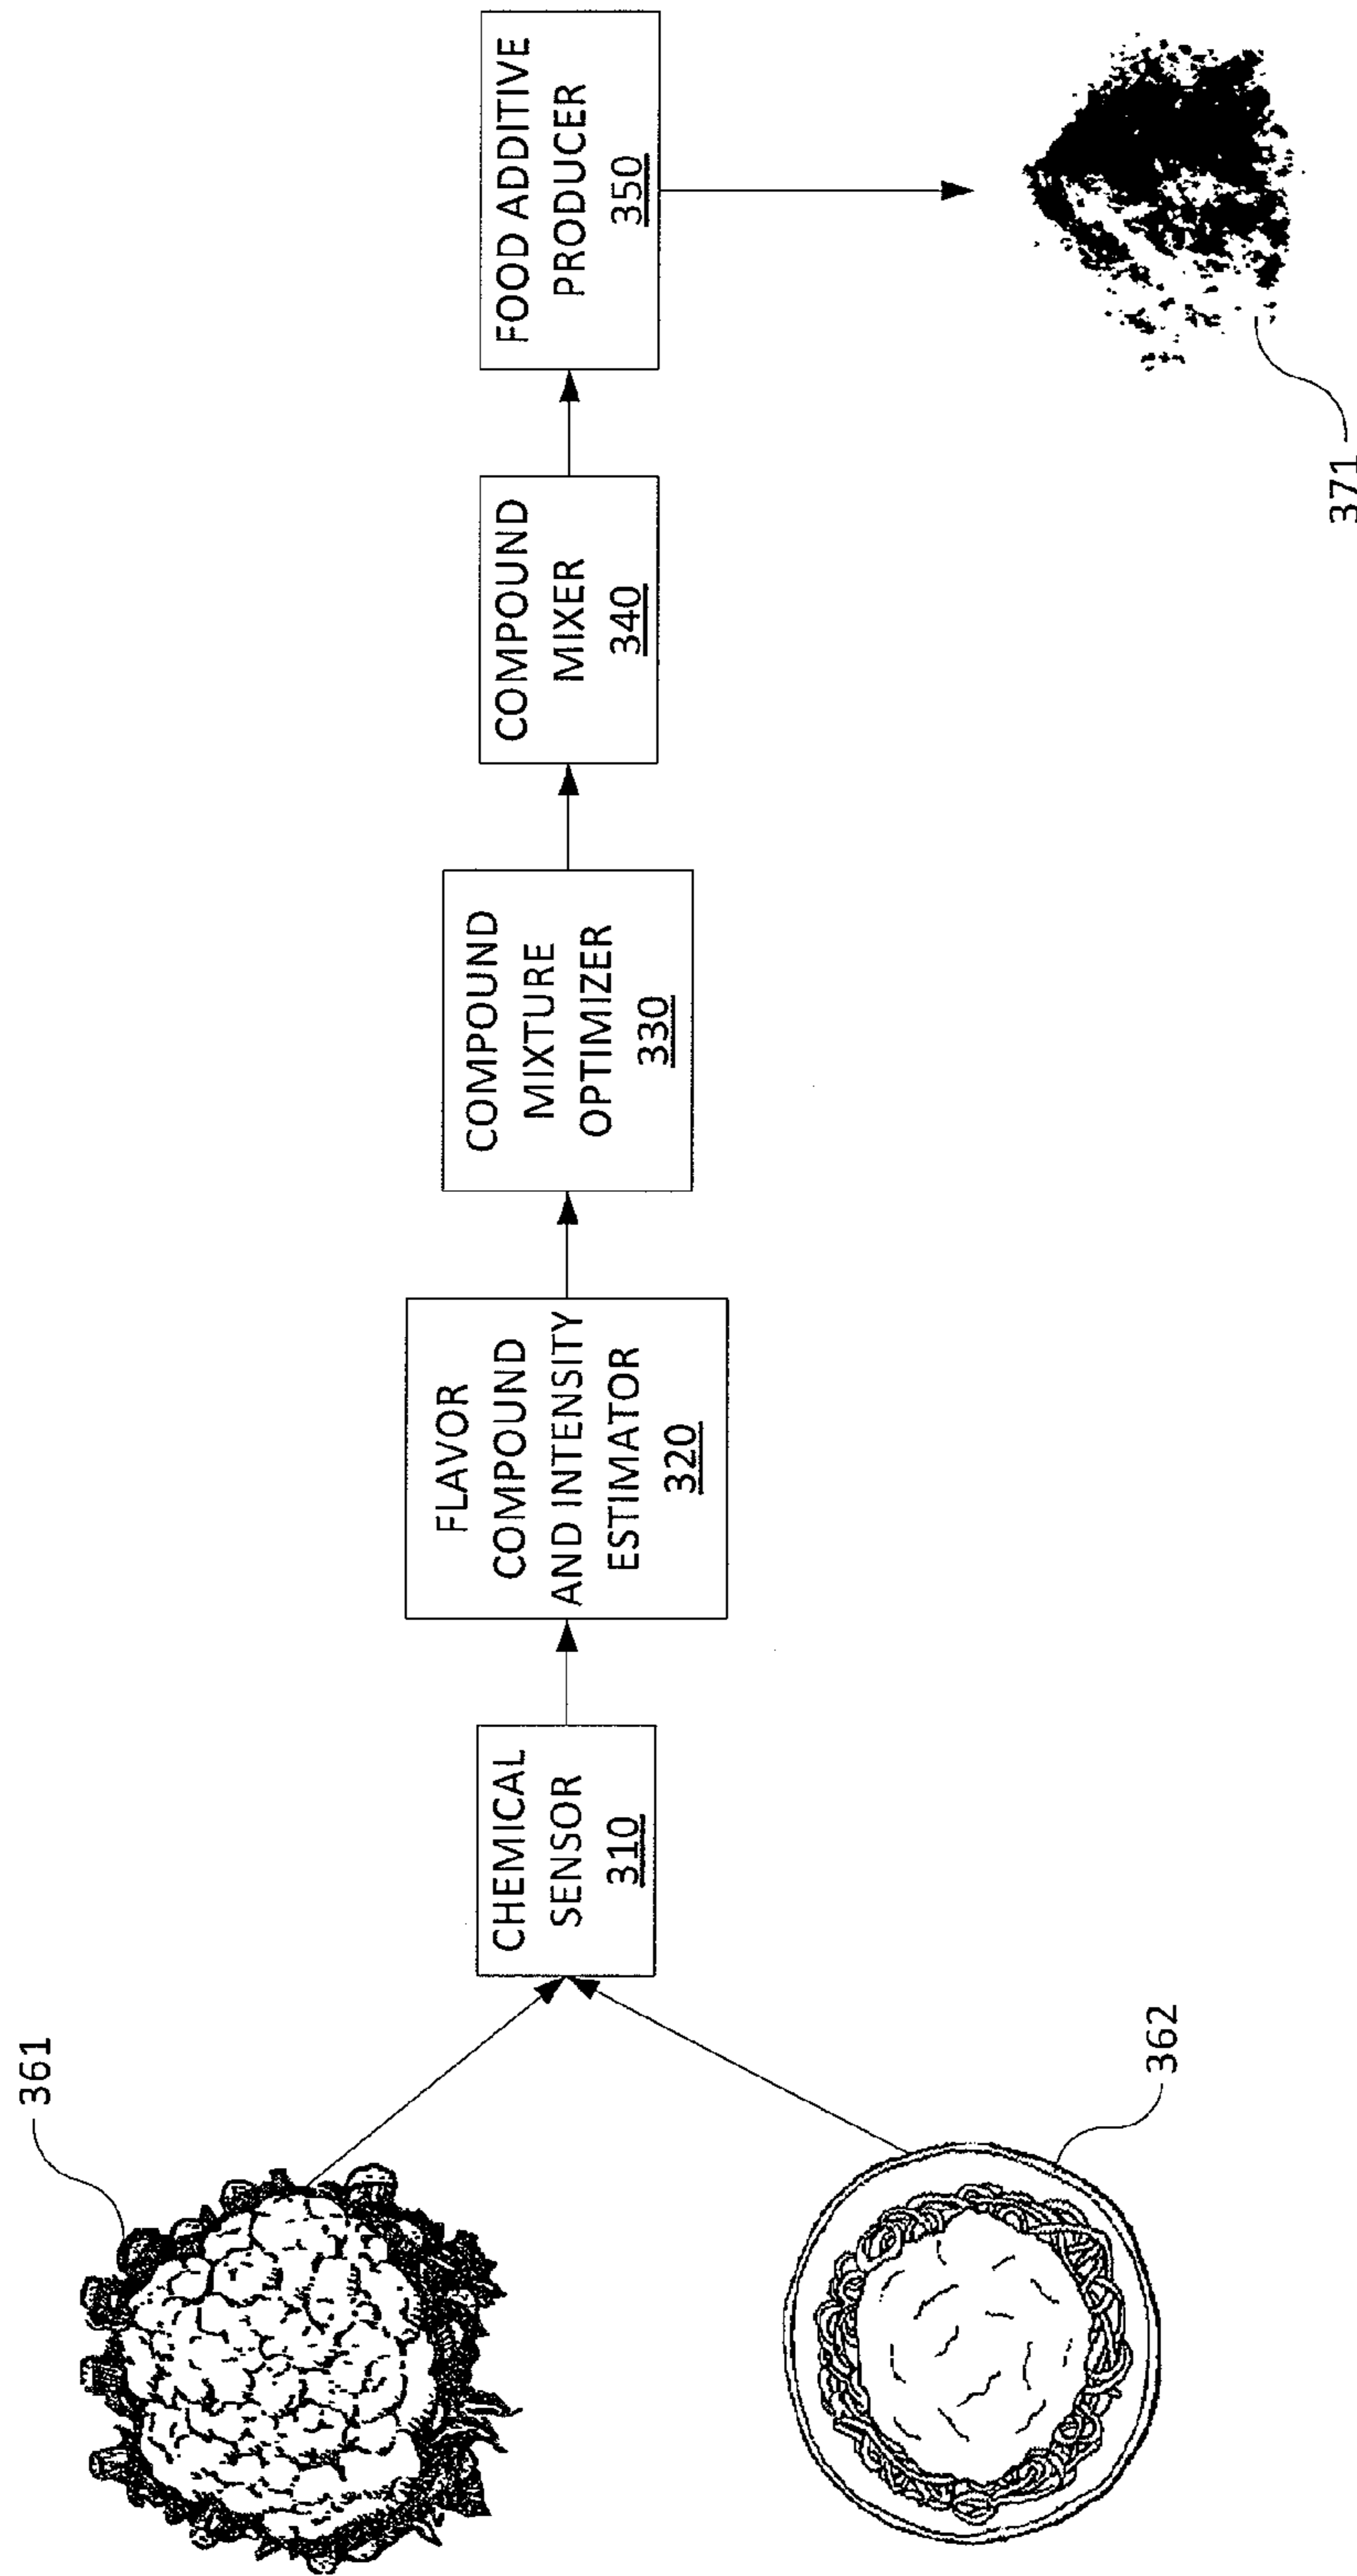 361
362
CHEMICAL
SENSOR
310
FLAVOR
COMPOUND
AND INTENSITY
ESTIMATOR
320
COMPOUND
MIXTURE
OPTIMIZER
330
COMPOUND
MIXER
340
FOOD ADDITIVE
PRODUCER
350
371